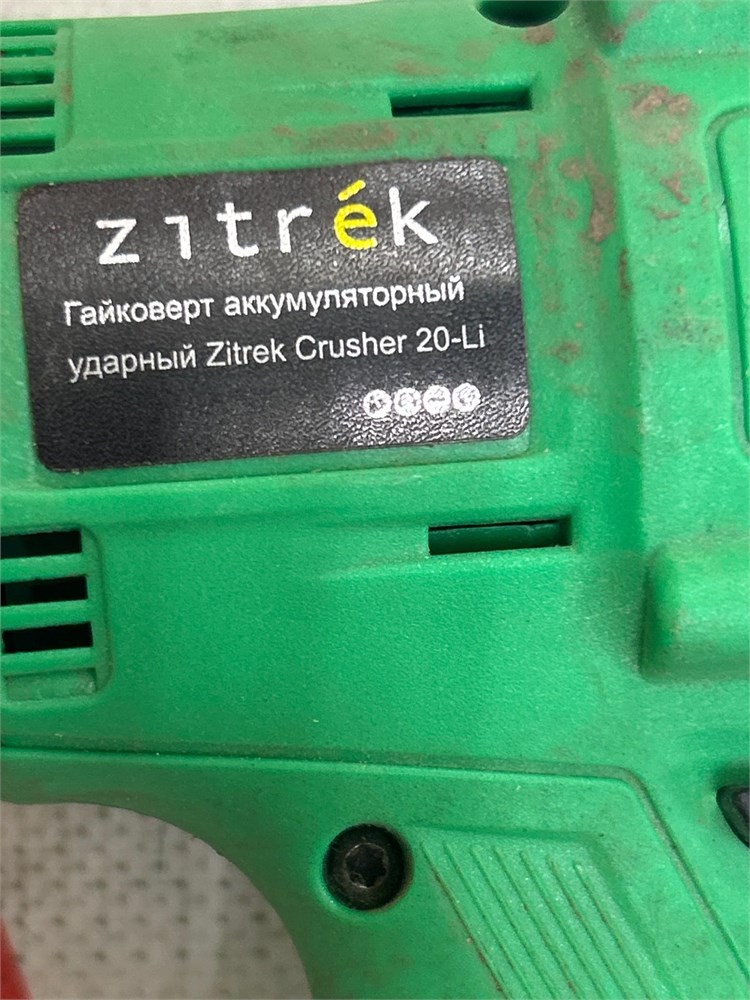 zitrék
Гайковерт аккумуляторный
ударный Zitrek Crusher 20-Li